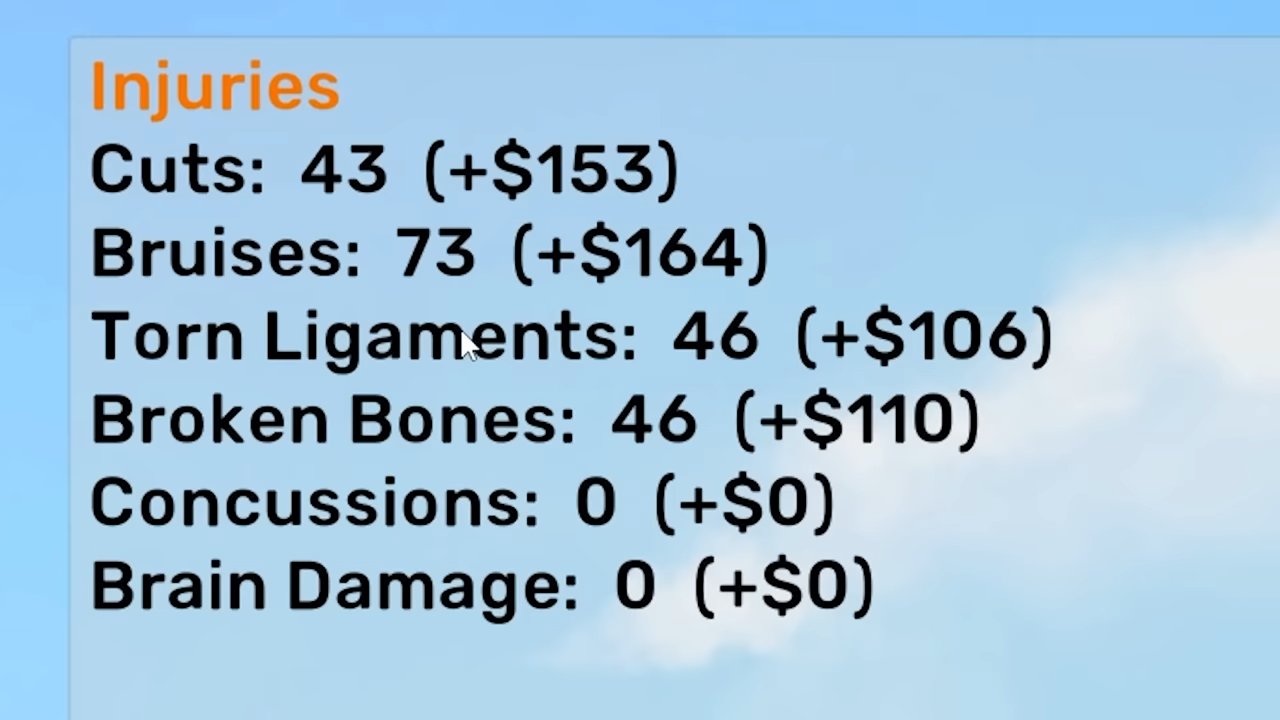 Injuries
Cuts: 43 (+$153)
Bruises: 73 (+$164)
Torn Ligaments: 46 (+$106)
Broken Bones: 46 (+$110)
Concussions: 0 (+$0)
Brain Damage: 0 (+$0)